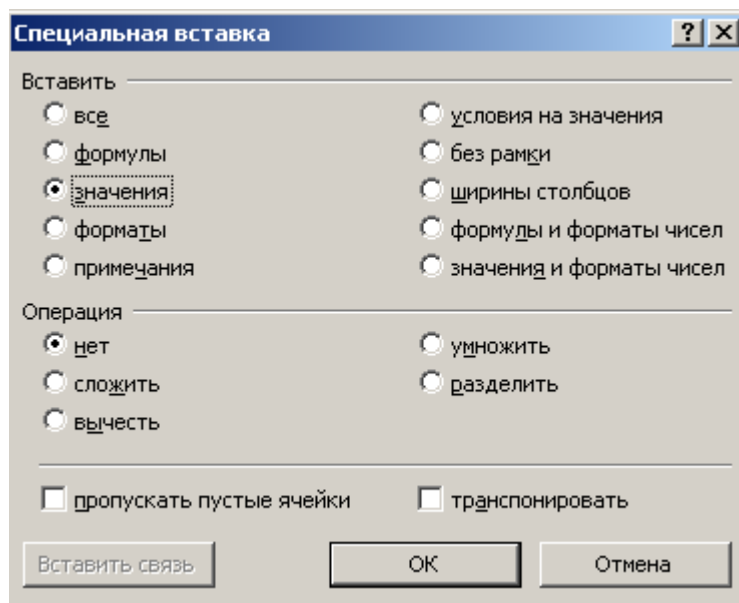 Специальная вставка
Вставить
все
условия на значения
формулы
без рамки
значения
ширины столбцов
форматы
формулы и форматы чисел
примечания
значения и форматы чисел
Операция
нет
умножить
сложить
разделить
вычесть
пропускать пустые ячейки
транспонировать
Вставить связь
ОК
Отмена